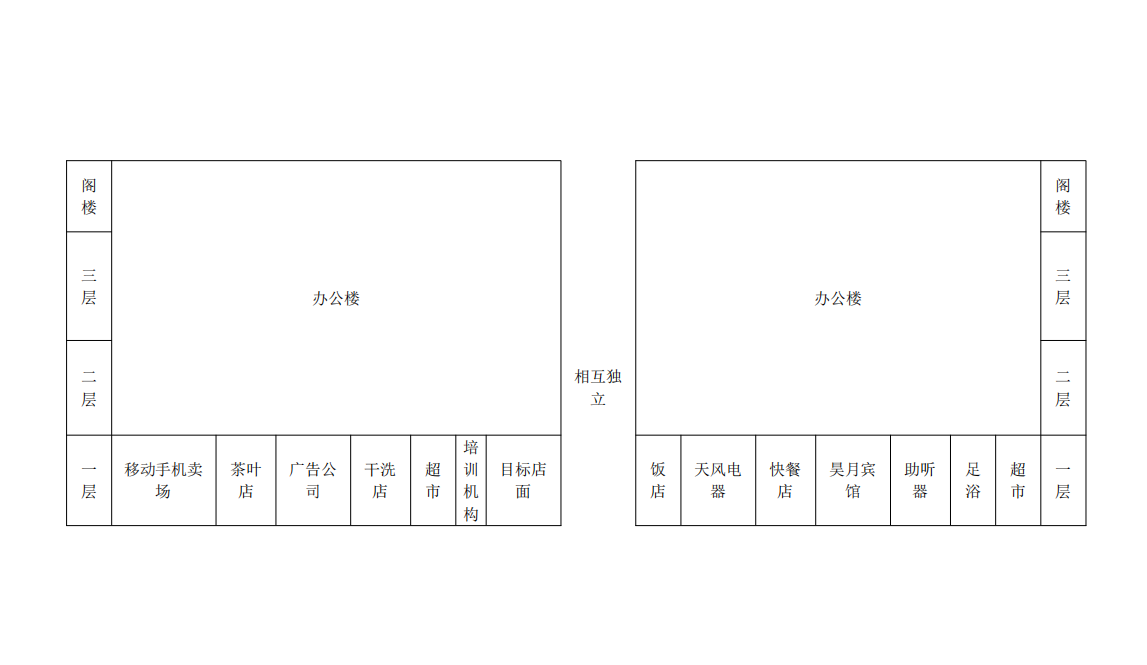 阁
楼
三
层
办公楼
二
层
一
层
移动手机卖
场
茶叶
店
广告公
司
干洗
店
超
市
培
训
机
构
目标店
面
相互独
立
阁
楼
三
层
办公楼
二
层
饭
店
天风电
器
快餐
店
昊月宾
馆
助听
器
足
浴
超
市
一
层